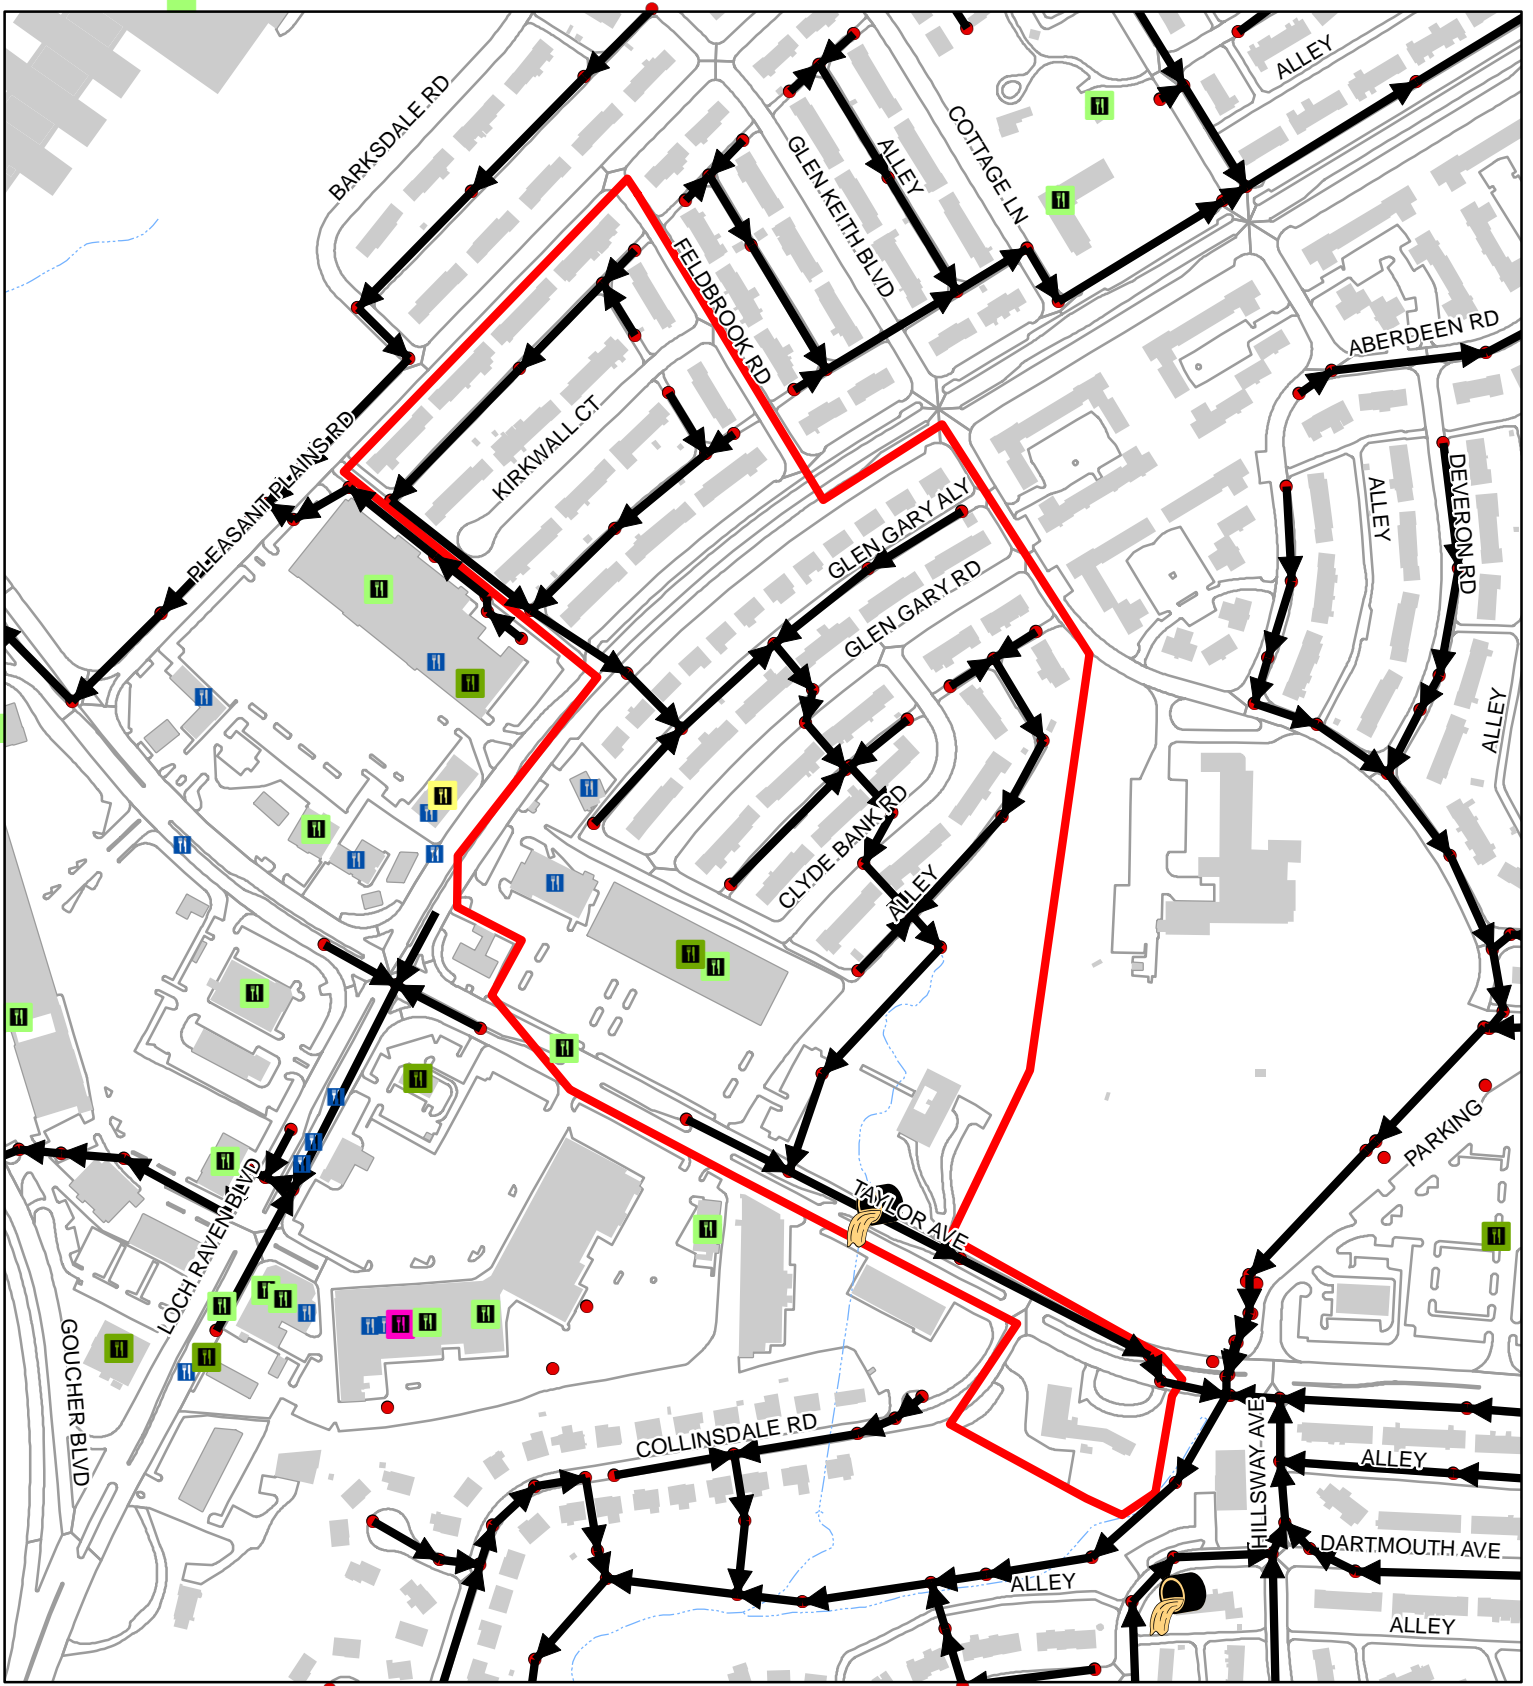 ALLEY
BARKSDALE RD
COTTAGE LN
ALLEY
GLEN KEITH BLVD
FELDBROOK RD
ABERDEEN RD
KIRKWALL CT
PLEASANT PLAINS RD
DEVERON RD
ALLEY
GLEN GARY ALY
GLEN GARY RD
ALLEY
CLYDE BANK RD
ALLEY
PARKING
TAYLOR AVE
LOCH RAVEN BLVD
GOUCHER BLVD
COLLINSDALE RD
HILLSWAY AVE
ALLEY
DARTMOUTH AVE
ALLEY
ALLEY